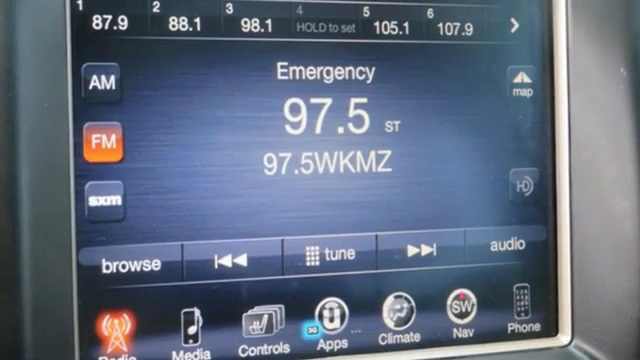 1 2 3 4 5 6
87.9 88.1 98.1 HOLD to set 105.1 107.9
AM
Emergency
map
97.5 ST
FM
97.5WKMZ
HD
sxm
browse tune audio
3G SW
Radio Media Controls Apps Climate Nav Phone